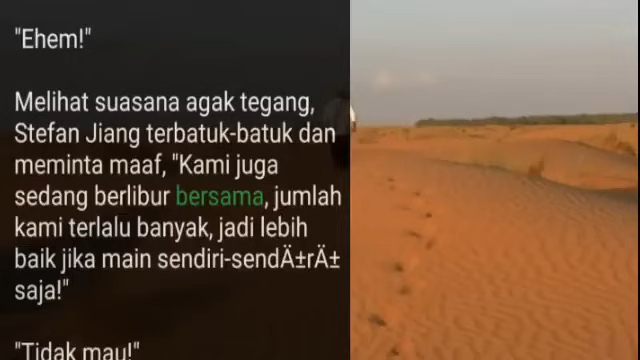 "Ehem!"
Melihat suasana agak tegang,
Stefan Jiang terbatuk-batuk dan
meminta maaf, "Kami juga
sedang berlibur bersama, jumlah
kami terlalu banyak, jadi lebih
baik jika main sendiri-sendÄ±rÄ±
saja!"
"Tidak mau!"